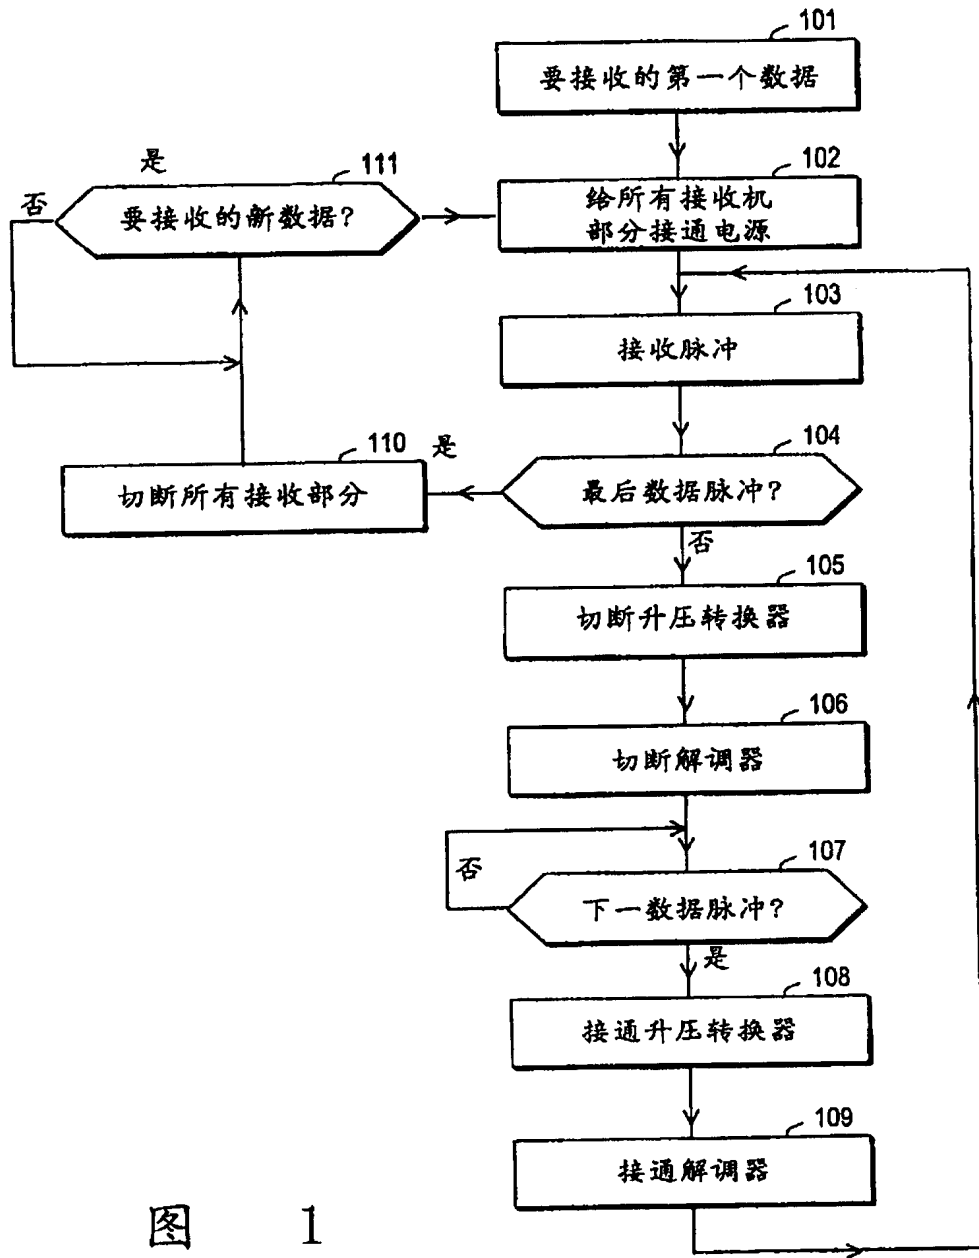 101
要接收的第一个数据
102
给所有接收机
部分接通电源
是
111
否
要接收的新数据?
103
接收脉冲
104
最后数据脉冲?
110
是
切断所有接收部分
否
105
切断升压转换器
106
切断解调器
107
否
下一数据脉冲?
是
108
接通升压转换器
109
接通解调器
图 1